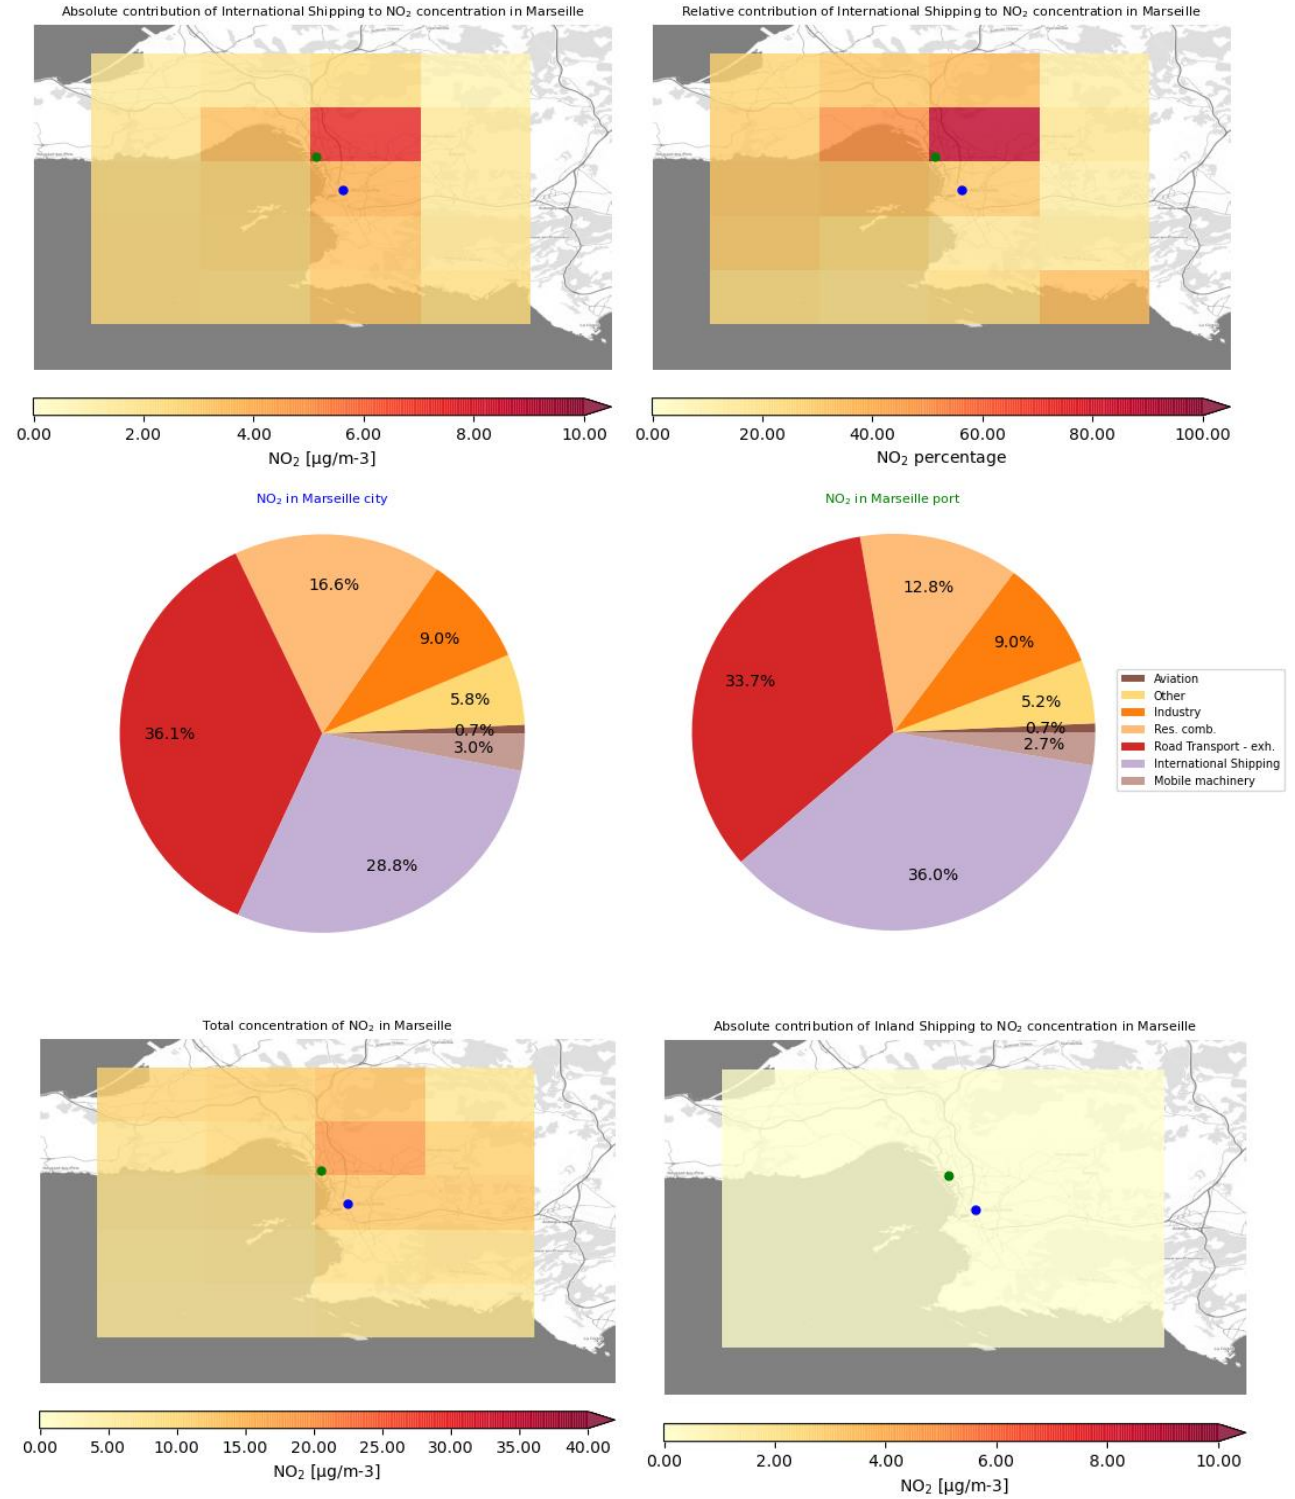 Absolute contribution of International Shipping to NO₂ concentration in Marseille
Relative contribution of International Shipping to NO₂ concentration in Marseille
0.00 2.00 4.00 6.00 8.00 10.00
NO₂ [µg/m-3]
0.00 20.00 40.00 60.00 80.00 100.00
NO₂ percentage
NO₂ in Marseille city
16.6%
9.0%
5.8%
0.7%
3.0%
36.1%
28.8%
NO₂ in Marseille port
12.8%
9.0%
5.2%
0.7%
2.7%
33.7%
36.0%
Aviation
Other
Industry
Res. comb.
Road Transport - exh.
International Shipping
Mobile machinery
Total concentration of NO₂ in Marseille
Absolute contribution of Inland Shipping to NO₂ concentration in Marseille
0.00 5.00 10.00 15.00 20.00 25.00 30.00 35.00 40.00
NO₂ [µg/m-3]
0.00 2.00 4.00 6.00 8.00 10.00
NO₂ [µg/m-3]